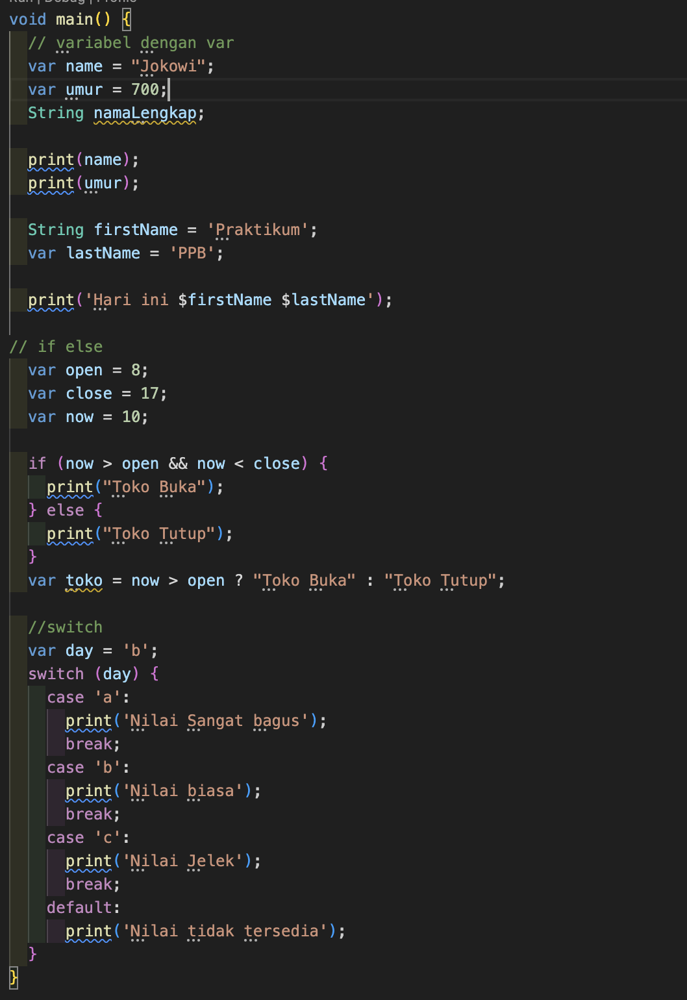 Run | Debug | Profile
void main() {
  // variabel dengan var
  var name = "Jokowi";
  var umur = 700;
  String namaLengkap;

  print(name);
  print(umur);

  String firstName = 'Praktikum';
  var lastName = 'PPB';

  print('Hari ini $firstName $lastName');

// if else
  var open = 8;
  var close = 17;
  var now = 10;

  if (now > open && now < close) {
    print("Toko Buka");
  } else {
    print("Toko Tutup");
  }
  var toko = now > open ? "Toko Buka" : "Toko Tutup";

  //switch
  var day = 'b';
  switch (day) {
    case 'a':
      print('Nilai Sangat bagus');
      break;
    case 'b':
      print('Nilai biasa');
      break;
    case 'c':
      print('Nilai Jelek');
      break;
    default:
      print('Nilai tidak tersedia');
  }
}